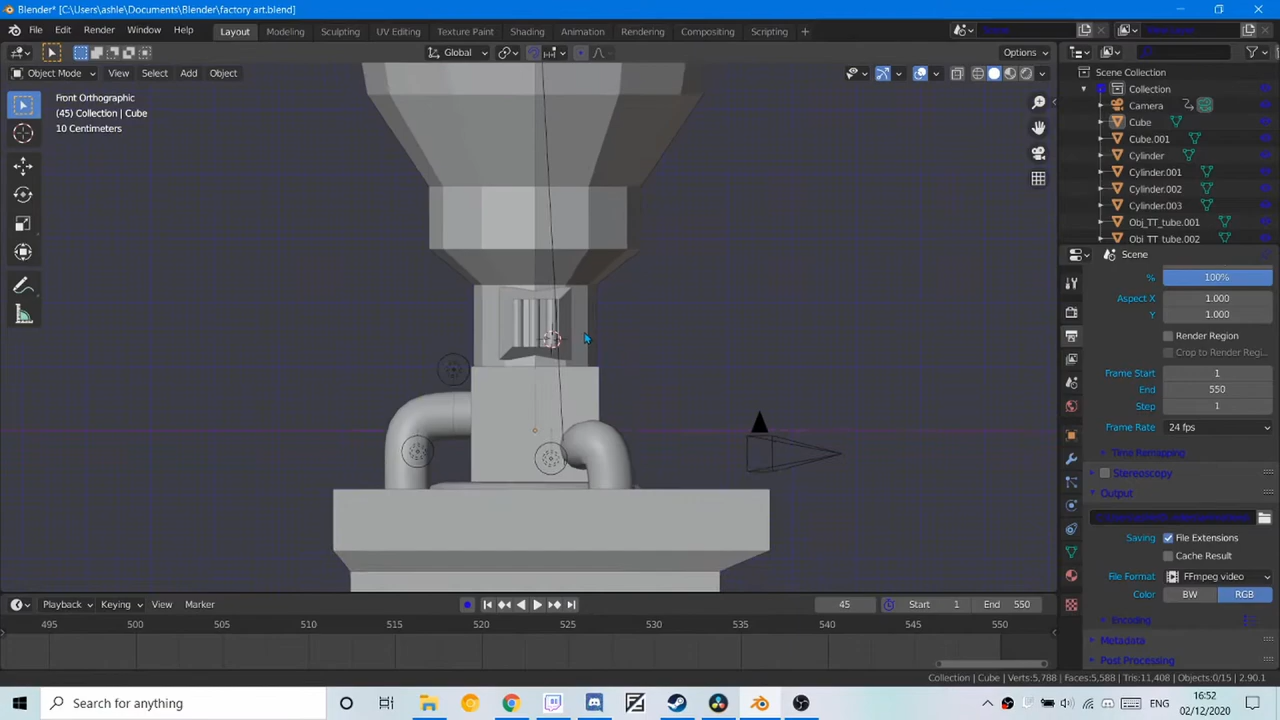 Blender* [C:\Users\ashle\Documents\Blender\factory art.blend]
File Edit Render Window Help Layout Modeling Sculpting UV Editing Texture Paint Shading Animation Rendering Compositing Scripting +
Global Options
Object Mode View Select Add Object
Front Orthographic
(45) Collection | Cube
10 Centimeters
Scene Collection
Collection
Camera
Cube
Cube.001
Cylinder
Cylinder.001
Cylinder.002
Cylinder.003
Obj_TT_tube.001
Obj_TT_tube.002
Scene
% 100%
Aspect X 1.000
Y 1.000
Render Region
Crop to Render Regi...
Frame Start 1
End 550
Step 1
Frame Rate 24 fps
Time Remapping
Stereoscopy
Output
Saving File Extensions
Cache Result
File Format FFmpeg video
Color BW RGB
Encoding
Metadata
Post Processing
Playback Keying View Marker 45 Start 1 End 550
495 500 505 510 515 520 525 530 535 540 545 550
Collection | Cube | Verts:5,788 | Faces:5,588 | Tris:11,408 | Objects:0/15 | 2.90.1
Search for anything
16:52
02/12/2020